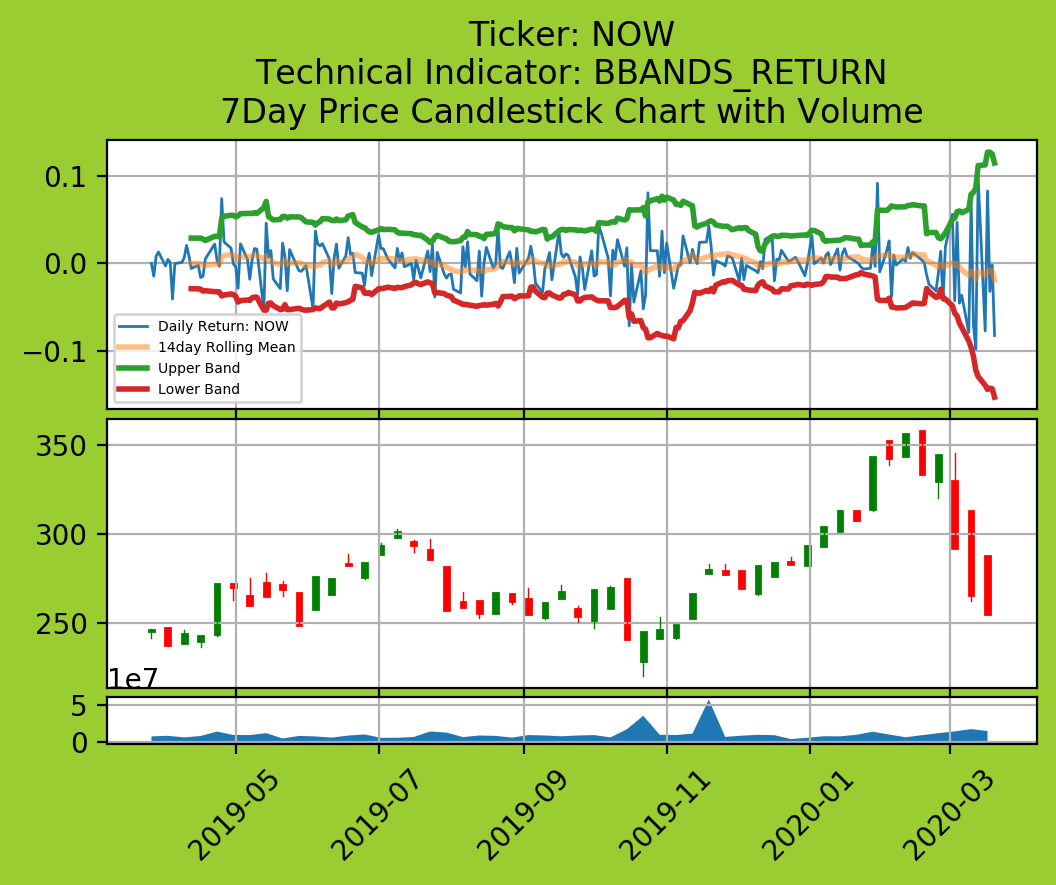 Ticker: NOW
Technical Indicator: BBANDS_RETURN
7Day Price Candlestick Chart with Volume
0.1
0.0
−0.1
Daily Return: NOW
14day Rolling Mean
Upper Band
Lower Band
350
300
250
1e7
5
0
2019-05
2019-07
2019-09
2019-11
2020-01
2020-03